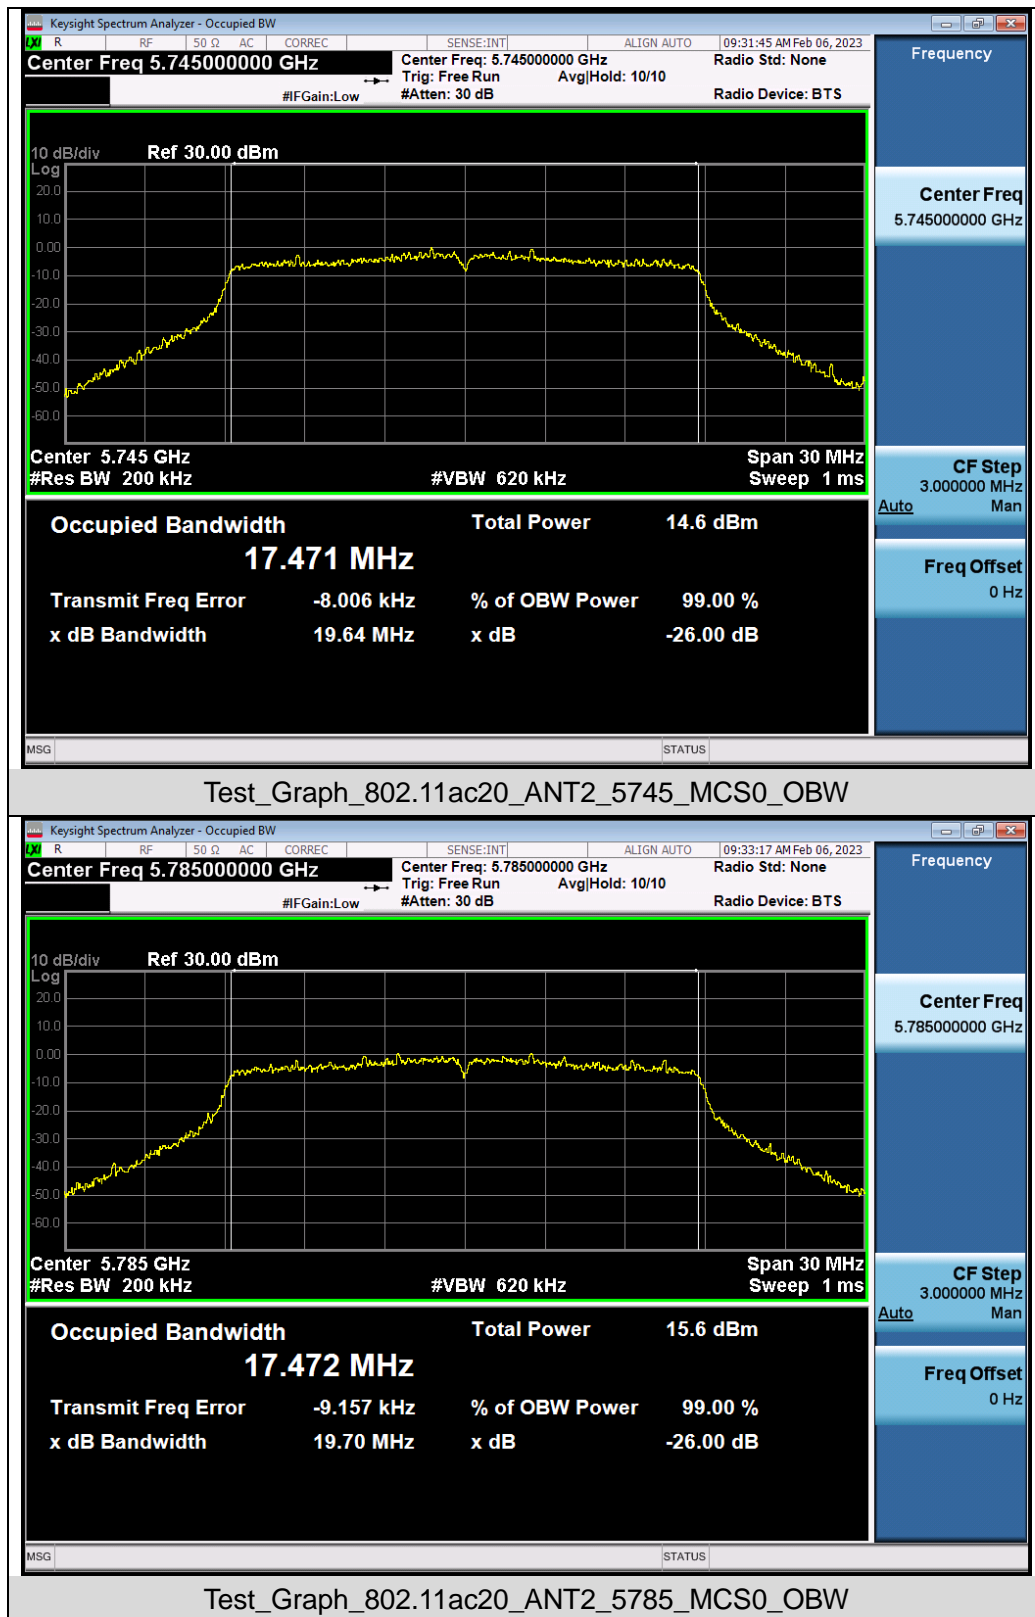 Keysight Spectrum Analyzer - Occupied BW
LXI R RF 50 Ω AC CORREC SENSE:INT ALIGN AUTO 09:31:45 AM Feb 06, 2023
Center Freq 5.745000000 GHz Center Freq: 5.745000000 GHz Radio Std: None
Trig: Free Run Avg|Hold: 10/10
#IFGain:Low #Atten: 30 dB Radio Device: BTS
Frequency
10 dB/div Ref 30.00 dBm
Log
20.0
10.0
0.00
-10.0
-20.0
-30.0
-40.0
-50.0
-60.0
Center 5.745 GHz Span 30 MHz
#Res BW 200 kHz #VBW 620 kHz Sweep 1 ms
Center Freq
5.745000000 GHz
CF Step
3.000000 MHz
Auto Man
Freq Offset
0 Hz
Occupied Bandwidth Total Power 14.6 dBm
17.471 MHz
Transmit Freq Error -8.006 kHz % of OBW Power 99.00 %
x dB Bandwidth 19.64 MHz x dB -26.00 dB
MSG STATUS
Test_Graph_802.11ac20_ANT2_5745_MCS0_OBW
Keysight Spectrum Analyzer - Occupied BW
LXI R RF 50 Ω AC CORREC SENSE:INT ALIGN AUTO 09:33:17 AM Feb 06, 2023
Center Freq 5.785000000 GHz Center Freq: 5.785000000 GHz Radio Std: None
Trig: Free Run Avg|Hold: 10/10
#IFGain:Low #Atten: 30 dB Radio Device: BTS
Frequency
10 dB/div Ref 30.00 dBm
Log
20.0
10.0
0.00
-10.0
-20.0
-30.0
-40.0
-50.0
-60.0
Center 5.785 GHz Span 30 MHz
#Res BW 200 kHz #VBW 620 kHz Sweep 1 ms
Center Freq
5.785000000 GHz
CF Step
3.000000 MHz
Auto Man
Freq Offset
0 Hz
Occupied Bandwidth Total Power 15.6 dBm
17.472 MHz
Transmit Freq Error -9.157 kHz % of OBW Power 99.00 %
x dB Bandwidth 19.70 MHz x dB -26.00 dB
MSG STATUS
Test_Graph_802.11ac20_ANT2_5785_MCS0_OBW